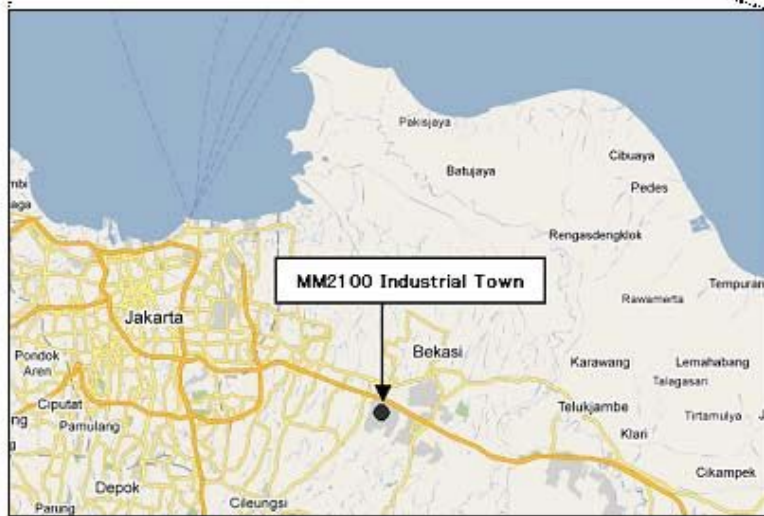 Pakisjaya
Cibuaya
Batujaya
Pedes
Rengasdengklok
MM2100 Industrial Town
Tempuran
Rawamerta
Jakarta
Bekasi
Pondok
Aren
Karawang
Lemahabang
Talagasari
Ciputat
Telukjambe
Tirtamulya
Pamulang
Klari
Cikampek
Depok
Cileungsi
Parung